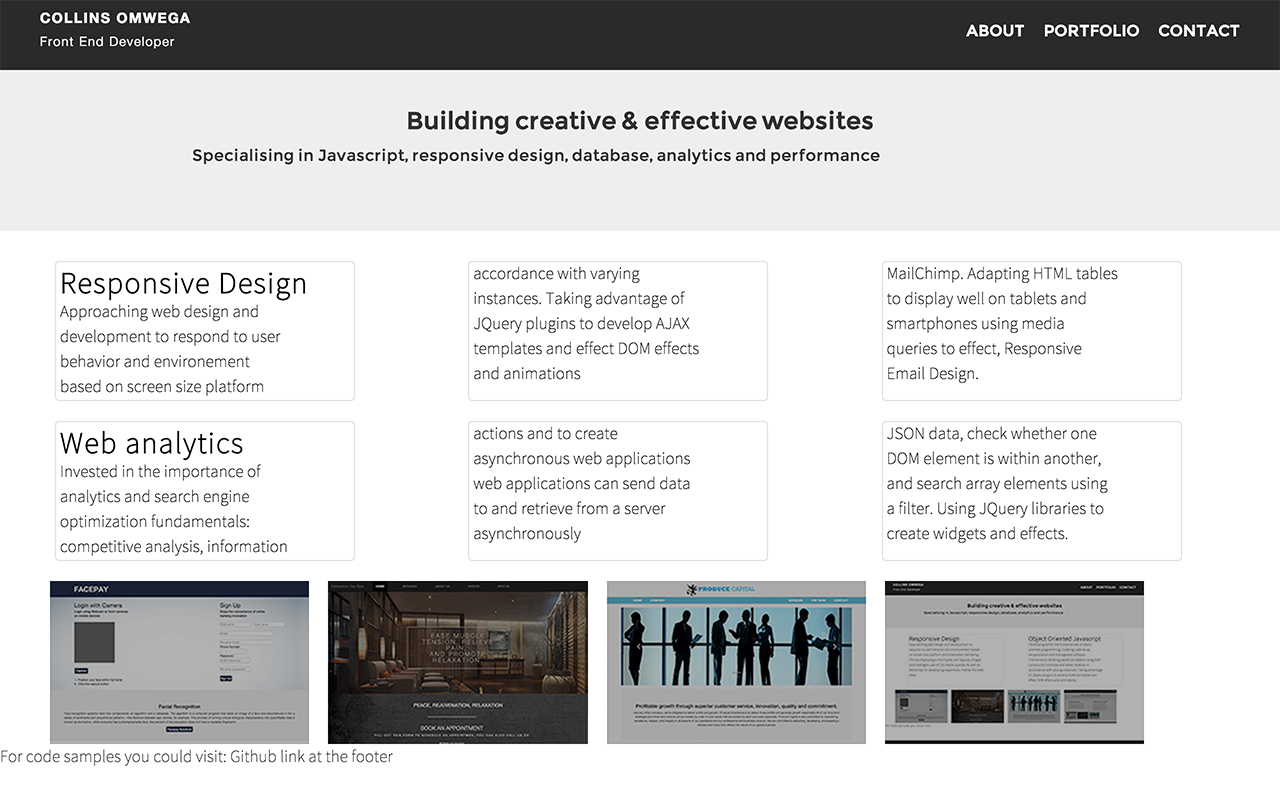 COLLINS OMWEGA
Front End Developer
ABOUT PORTFOLIO CONTACT
Building creative & effective websites
Specialising in Javascript, responsive design, database, analytics and performance
Responsive Design
Approaching web design and
development to respond to user
behavior and environement
based on screen size platform
accordance with varying
instances. Taking advantage of
JQuery plugins to develop AJAX
templates and effect DOM effects
and animations
MailChimp. Adapting HTML tables
to display well on tablets and
smartphones using media
queries to effect, Responsive
Email Design.
Web analytics
Invested in the importance of
analytics and search engine
optimization fundamentals:
competitive analysis, information
actions and to create
asynchronous web applications
web applications can send data
to and retrieve from a server
asynchronously
JSON data, check whether one
DOM element is within another,
and search array elements using
a filter. Using JQuery libraries to
create widgets and effects.
FACEPAY
Login with Camera
Sign Up
Facial Recognition
HOME
EASE MUSCLE
TENSION, RELIEVE
PAIN
AND PROMOTE
RELAXATION
PEACE, REJUVENATION, RELAXATION
BOOK AN APPOINTMENT
PRODUCE CAPITAL
HOME CONTACT
Profitable growth through superior customer service, innovation, quality and commitment.
COLLINS OMWEGA
Front End Developer
ABOUT PORTFOLIO CONTACT
Building creative & effective websites
Specialising in Javascript, responsive design, database, analytics and performance
Responsive Design
Object Oriented Javascript
For code samples you could visit: Github link at the footer